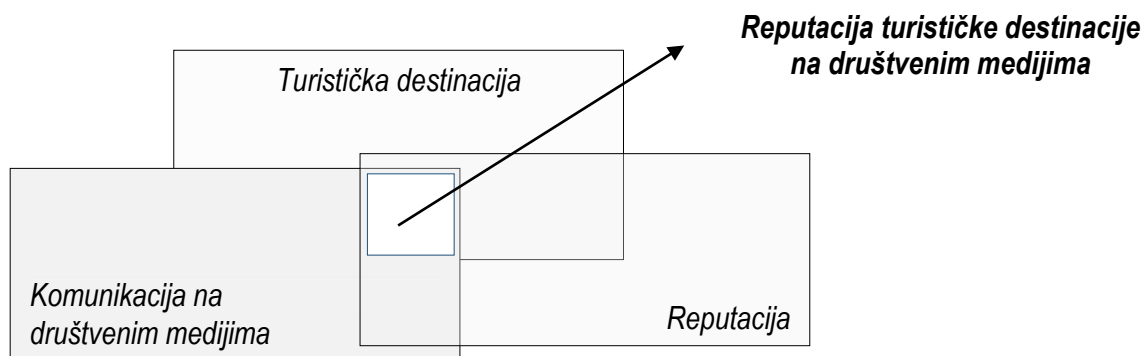 Reputacija turističke destinacije
na društvenim medijima
Turistička destinacija
Komunikacija na
društvenim medijima
Reputacija